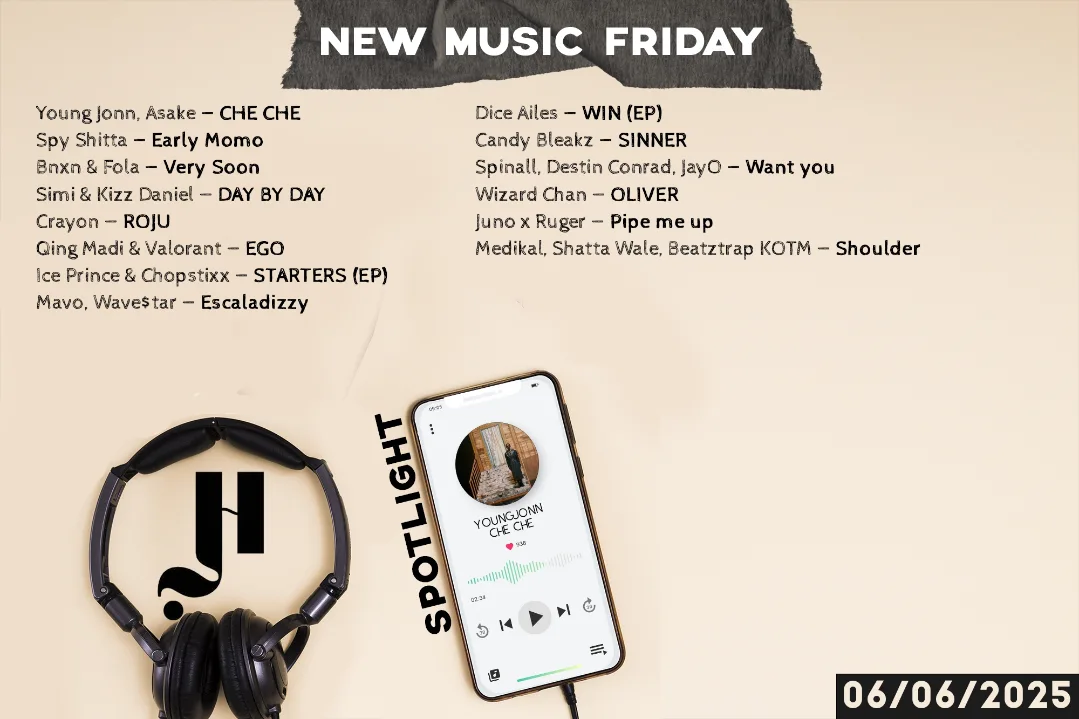 NEW MUSIC FRIDAY
Young Jonn, Asake – CHE CHE
Spy Shitta – Early Momo
Bnxn & Fola – Very Soon
Simi & Kizz Daniel – DAY BY DAY
Crayon – ROJU
Qing Madi & Valorant – EGO
Ice Prince & Chopstixx – STARTERS (EP)
Mavo, Wave$tar – Escaladizzy
Dice Ailes – WIN (EP)
Candy Bleakz – SINNER
Spinall, Destin Conrad, JayO – Want you
Wizard Chan – OLIVER
Juno x Ruger – Pipe me up
Medikal, Shatta Wale, Beatztrap KOTM – Shoulder
SPOTLIGHT
YOUNGJONN
CHE CHE
02:34
06/06/2025